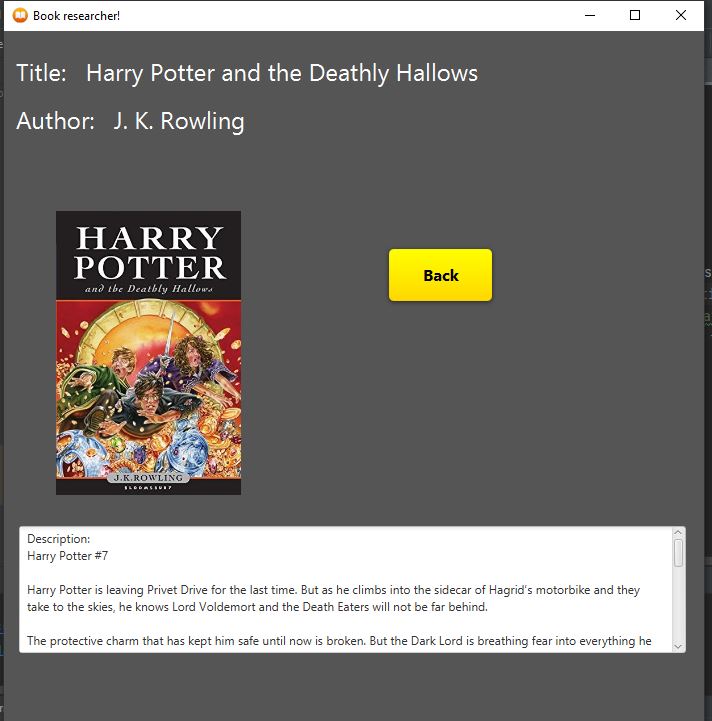 Book researcher!
Title: Harry Potter and the Deathly Hallows
Author: J. K. Rowling
HARRY
POTTER
and the Deathly Hallows
J.K.ROWLING
BLOOMSBURY
Back
Description:
Harry Potter #7
Harry Potter is leaving Privet Drive for the last time. But as he climbs into the sidecar of Hagrid’s motorbike and they
take to the skies, he knows Lord Voldemort and the Death Eaters will not be far behind.
The protective charm that has kept him safe until now is broken. But the Dark Lord is breathing fear into everything he